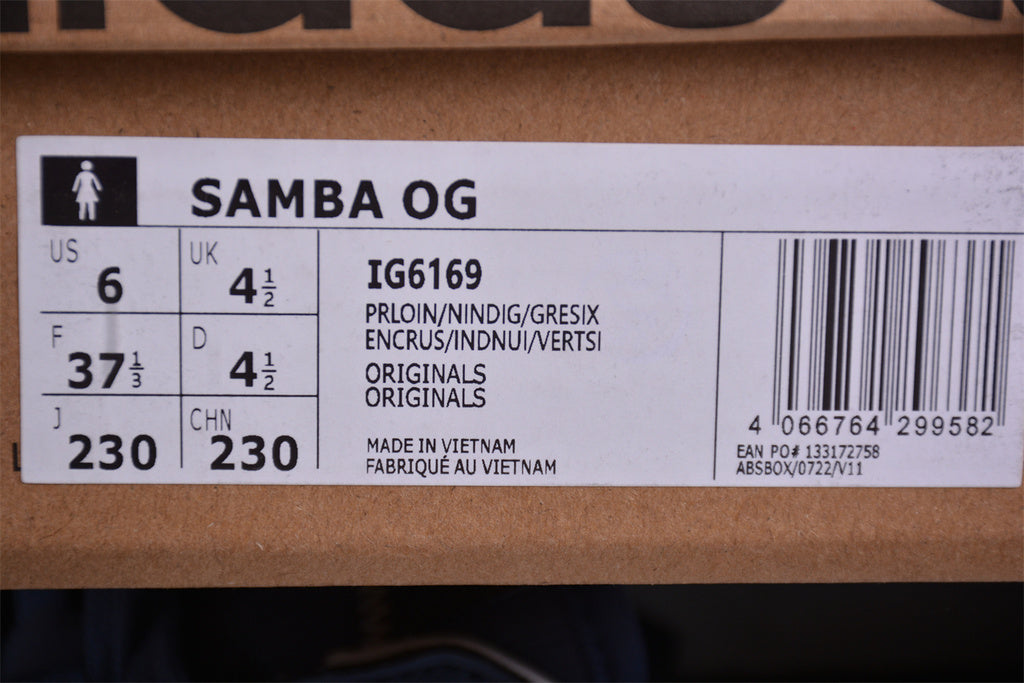 SAMBA OG
US 6
UK 4 1/2
F 37 1/3
D 4 1/2
J 230
CHN 230
IG6169
PRLOIN/NINDIG/GRESIX
ENCRUS/INDNUI/VERTSI
ORIGINALS
ORIGINALS
MADE IN VIETNAM
FABRIQUÉ AU VIETNAM
4 066764 299582
EAN PO# 133172758
ABSBOX/0722/V11